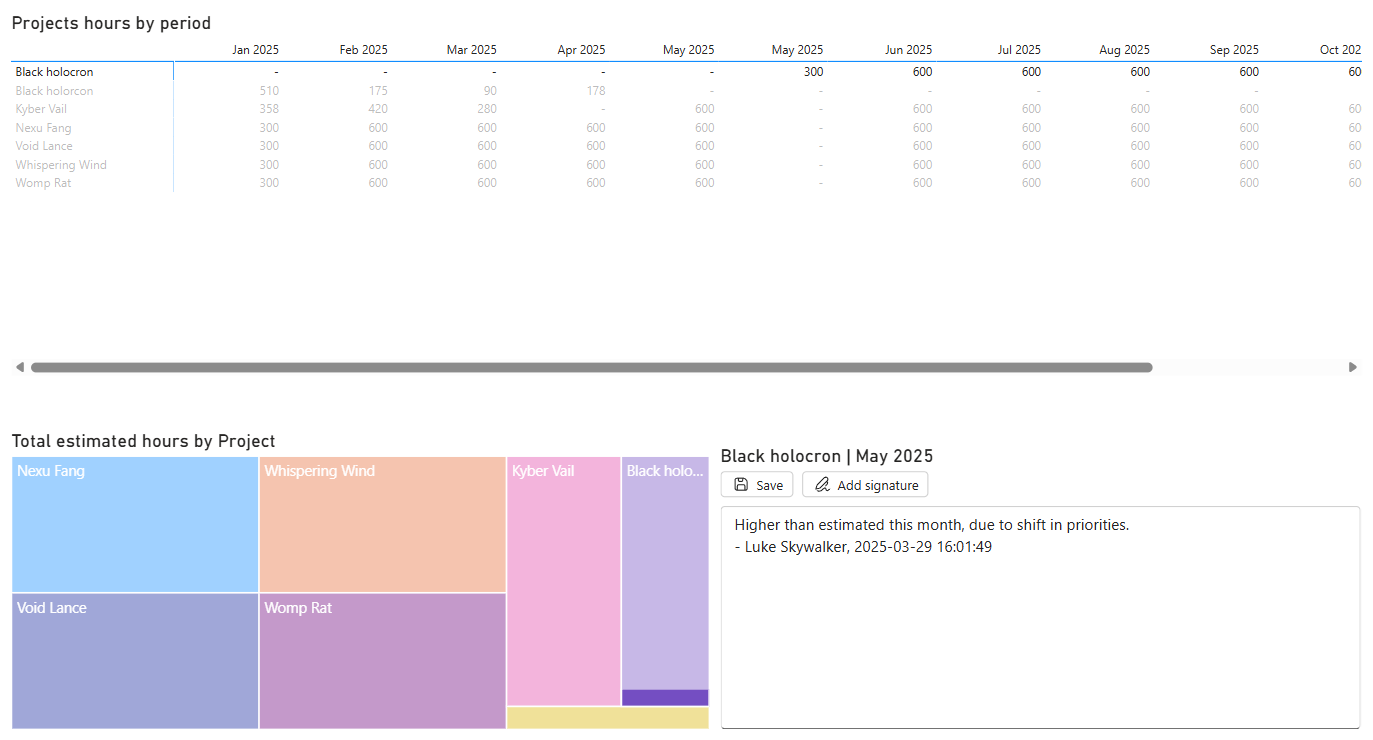 Projects hours by period
Jan 2025 Feb 2025 Mar 2025 Apr 2025 May 2025 May 2025 Jun 2025 Jul 2025 Aug 2025 Sep 2025 Oct 202
Black holocron - - - - - 300 600 600 600 600 60
Black holorcon 510 175 90 178 - - - - - -
Kyber Vail 358 420 280 - 600 - 600 600 600 600 60
Nexu Fang 300 600 600 600 600 - 600 600 600 600 60
Void Lance 300 600 600 600 600 - 600 600 600 600 60
Whispering Wind 300 600 600 600 600 - 600 600 600 600 60
Womp Rat 300 600 600 600 600 - 600 600 600 600 60
Total estimated hours by Project
Nexu Fang Whispering Wind Kyber Vail Black holo...
Void Lance Womp Rat
Black holocron | May 2025
Save Add signature
Higher than estimated this month, due to shift in priorities.
- Luke Skywalker, 2025-03-29 16:01:49